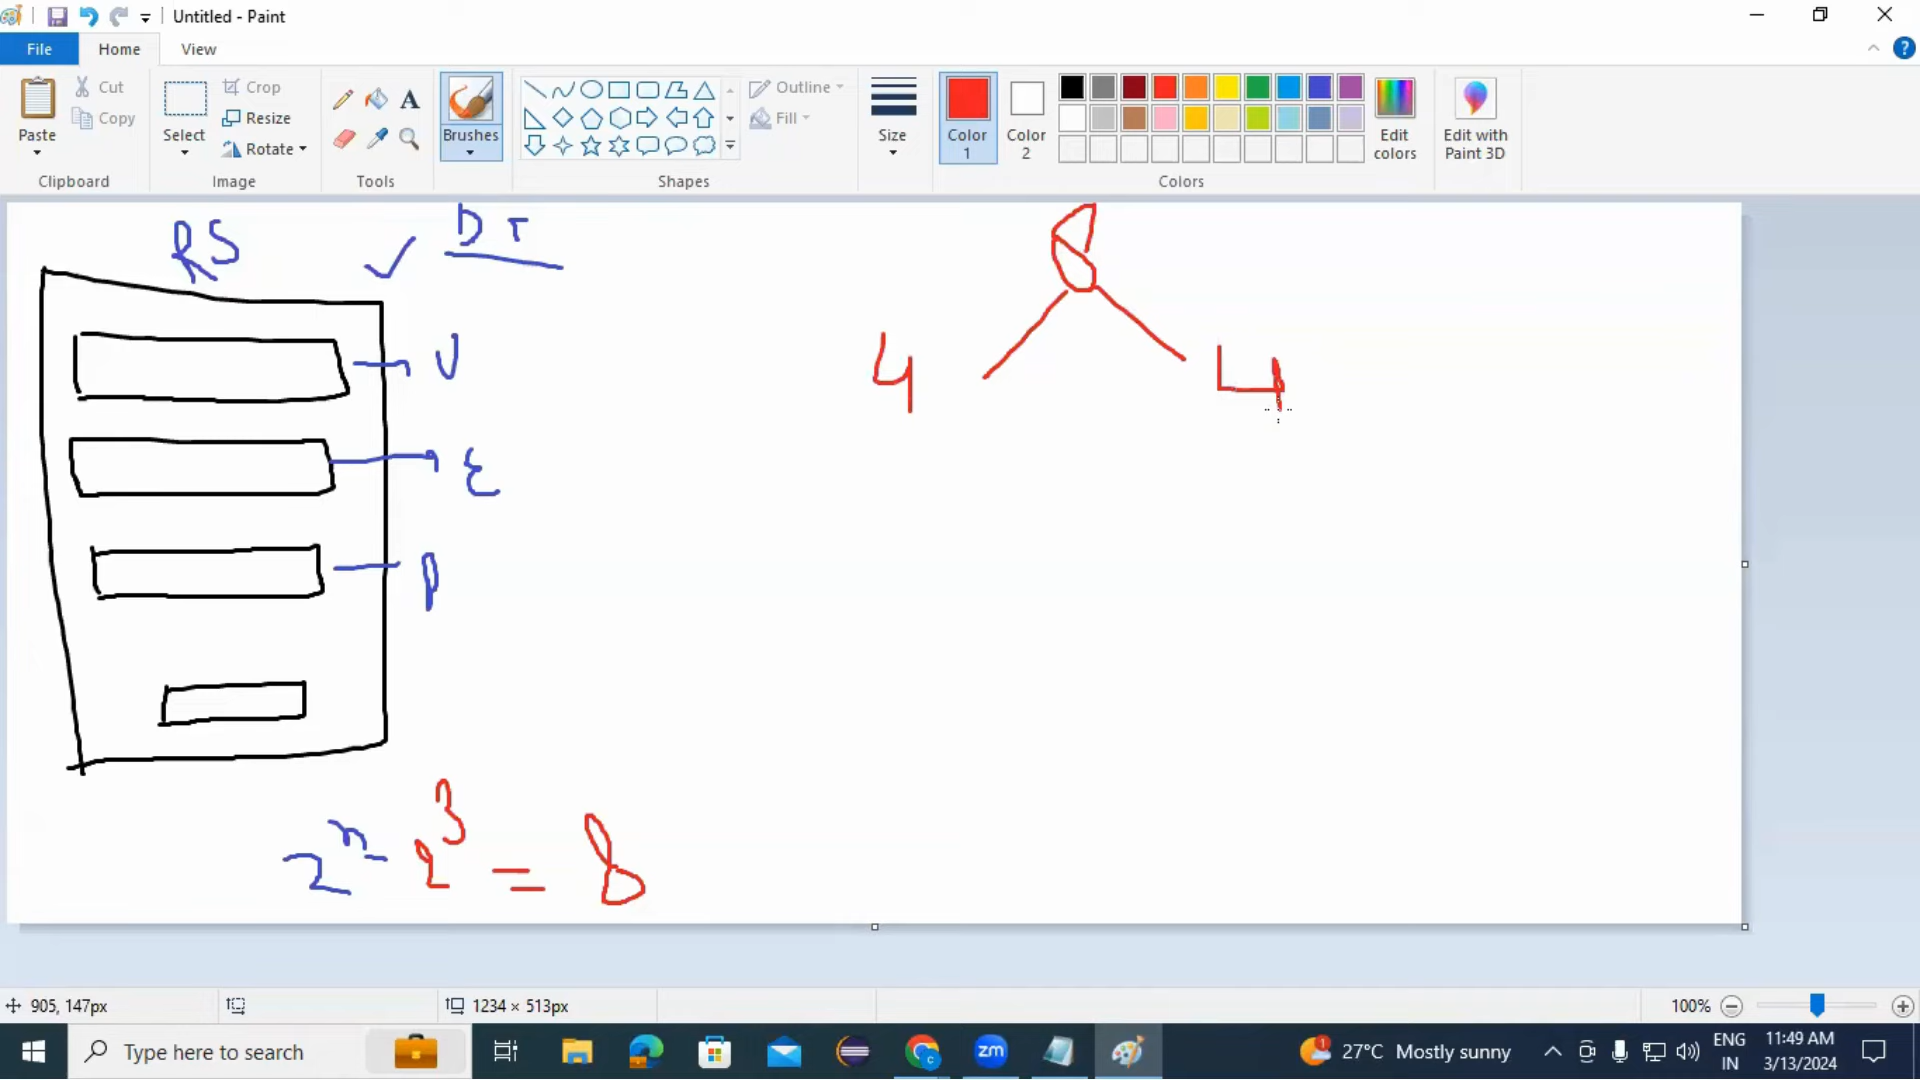 Untitled - Paint
File
Home
View
Paste
Cut
Copy
Clipboard
Select
Crop
Resize
Rotate
Image
A
Tools
Brushes
Shapes
Outline
Fill
Size
Color 1
Color 2
Edit colors
Edit with Paint 3D
Colors
RS
✓ DT
V
E
P
8
4
4
2^n = 2^3 = 8
905, 147px
1234 × 513px
100%
Type here to search
zm
27°C Mostly sunny
ENG
IN
11:49 AM
3/13/2024